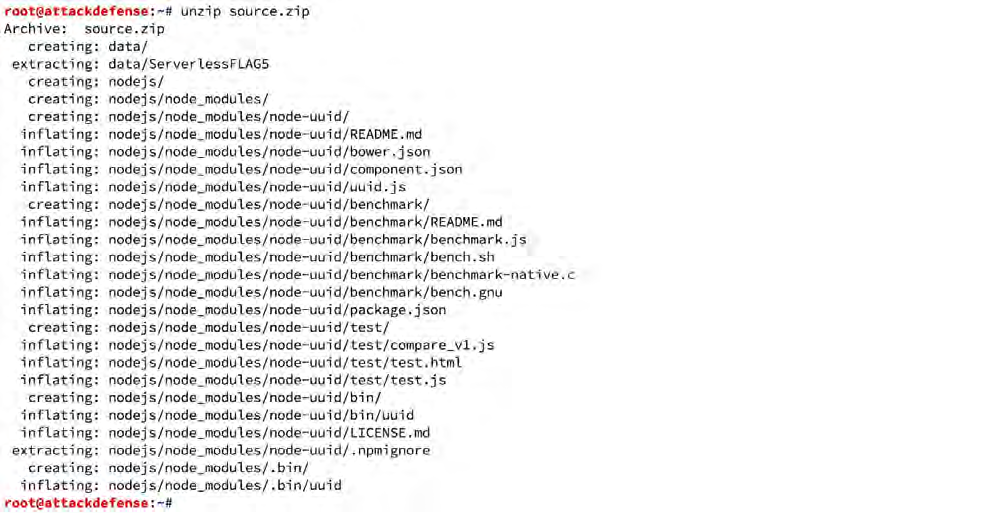 root@attackdefense:~# unzip source.zip
Archive:  source.zip
   creating: data/
 extracting: data/ServerlessFLAG5
   creating: nodejs/
   creating: nodejs/node_modules/
   creating: nodejs/node_modules/node-uuid/
  inflating: nodejs/node_modules/node-uuid/README.md
  inflating: nodejs/node_modules/node-uuid/bower.json
  inflating: nodejs/node_modules/node-uuid/component.json
  inflating: nodejs/node_modules/node-uuid/uuid.js
   creating: nodejs/node_modules/node-uuid/benchmark/
  inflating: nodejs/node_modules/node-uuid/benchmark/README.md
  inflating: nodejs/node_modules/node-uuid/benchmark/benchmark.js
  inflating: nodejs/node_modules/node-uuid/benchmark/bench.sh
  inflating: nodejs/node_modules/node-uuid/benchmark/benchmark-native.c
  inflating: nodejs/node_modules/node-uuid/benchmark/bench.gnu
  inflating: nodejs/node_modules/node-uuid/package.json
   creating: nodejs/node_modules/node-uuid/test/
  inflating: nodejs/node_modules/node-uuid/test/compare_v1.js
  inflating: nodejs/node_modules/node-uuid/test/test.html
  inflating: nodejs/node_modules/node-uuid/test/test.js
   creating: nodejs/node_modules/node-uuid/bin/
  inflating: nodejs/node_modules/node-uuid/bin/uuid
  inflating: nodejs/node_modules/node-uuid/LICENSE.md
 extracting: nodejs/node_modules/node-uuid/.npmignore
   creating: nodejs/node_modules/.bin/
  inflating: nodejs/node_modules/.bin/uuid
root@attackdefense:~#